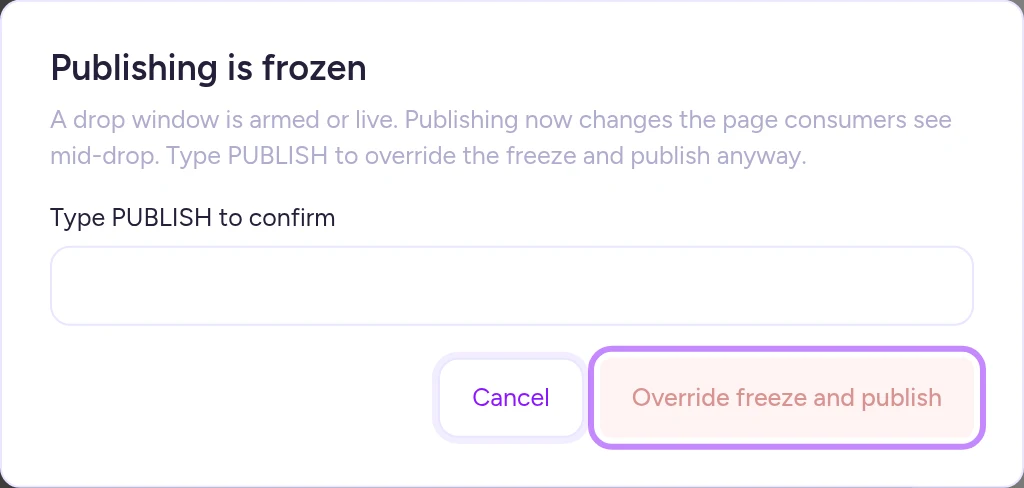 Publishing is frozen
A drop window is armed or live. Publishing now changes the page consumers see
mid-drop. Type PUBLISH to override the freeze and publish anyway.
Type PUBLISH to confirm
Cancel
Override freeze and publish